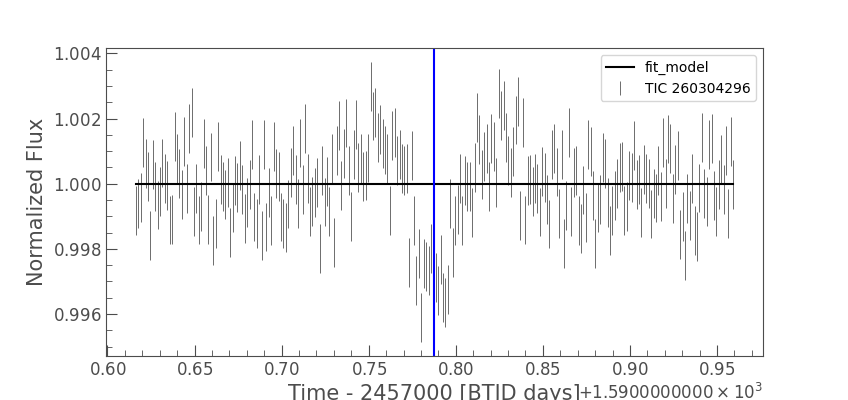 1.004
1.002
1.000
0.998
0.996
Normalized Flux
fit_model
TIC 260304296
0.60 0.65 0.70 0.75 0.80 0.85 0.90 0.95
Time - 2457000 [BTJD days]
+1.5900000000 × 10³